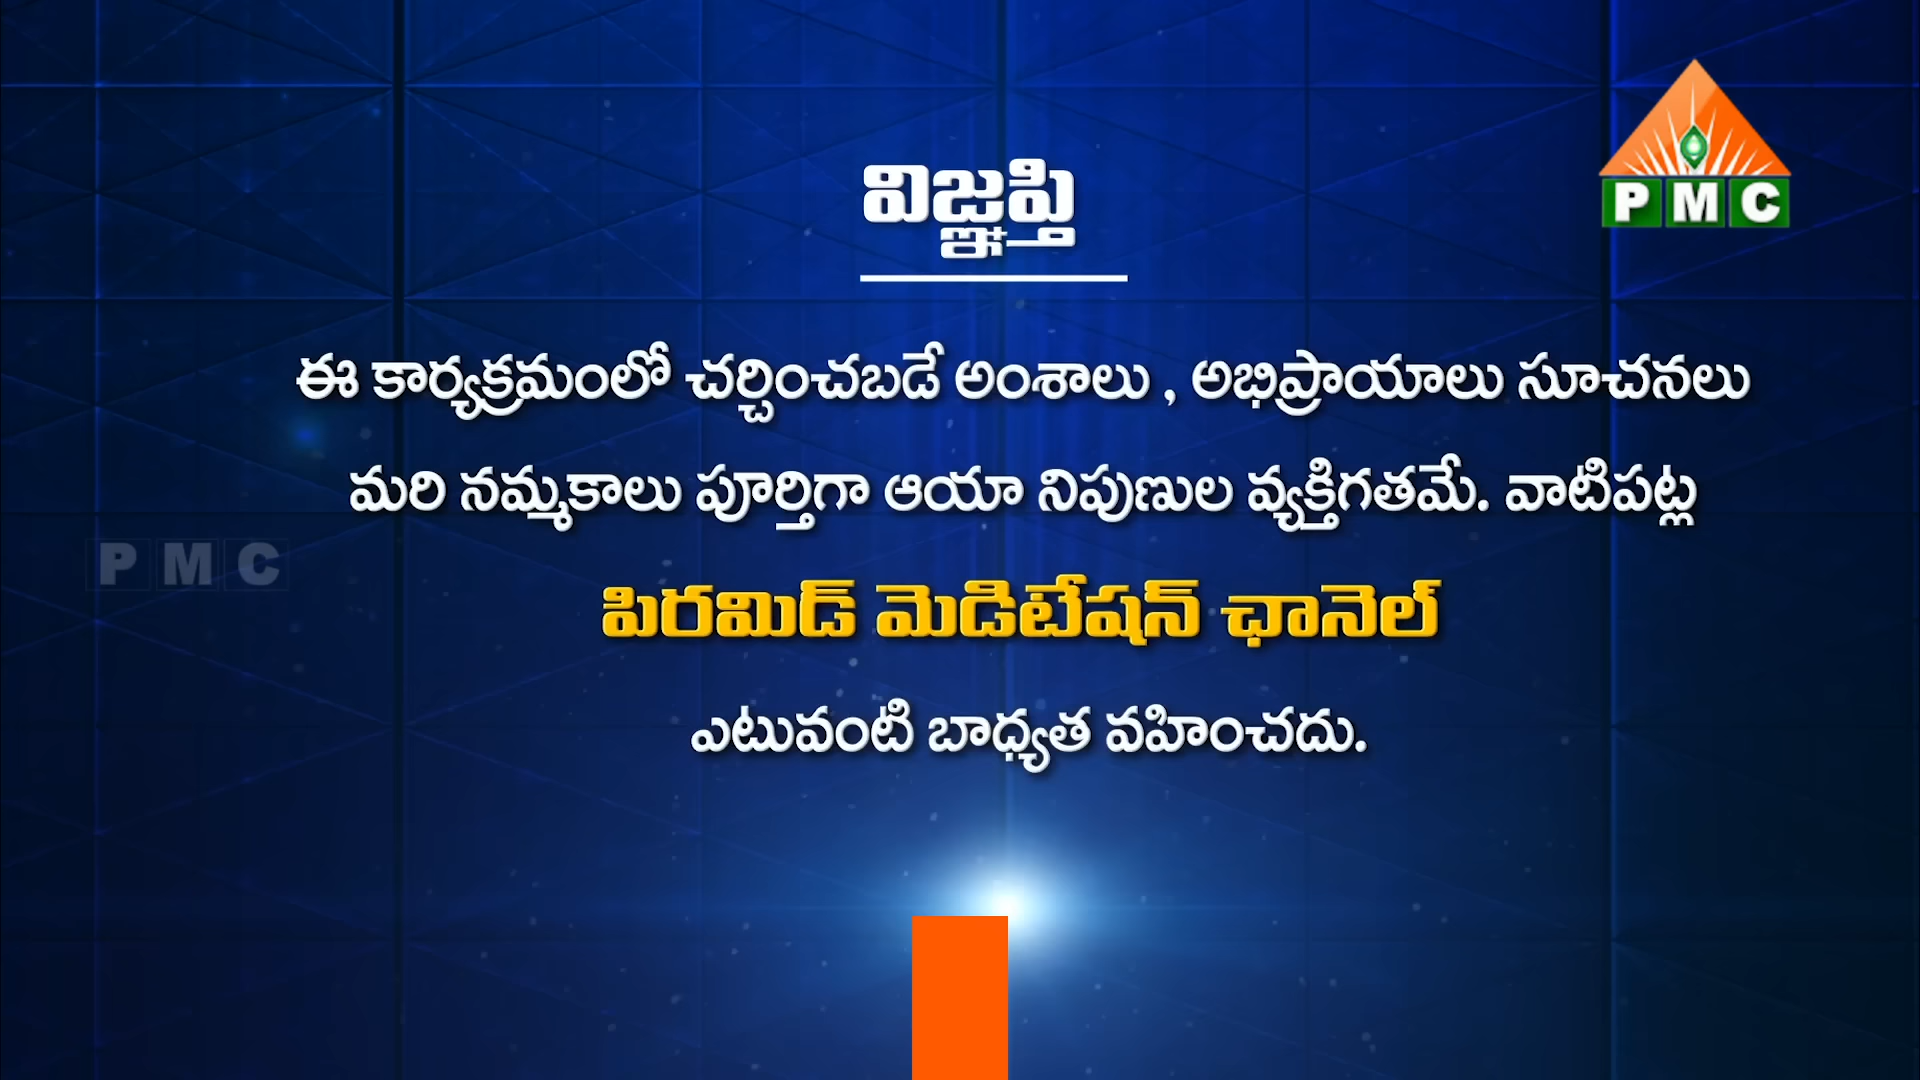 PMC
విజ్ఞప్తి
ఈ కార్యక్రమంలో చర్చించబడే అంశాలు , అభిప్రాయాలు సూచనలు
మరి నమ్మకాలు పూర్తిగా ఆయా నిపుణుల వ్యక్తిగతమే. వాటిపట్ల
PMC
పిరమిడ్ మెడిటేషన్ ఛానెల్
ఎటువంటి బాధ్యత వహించదు.